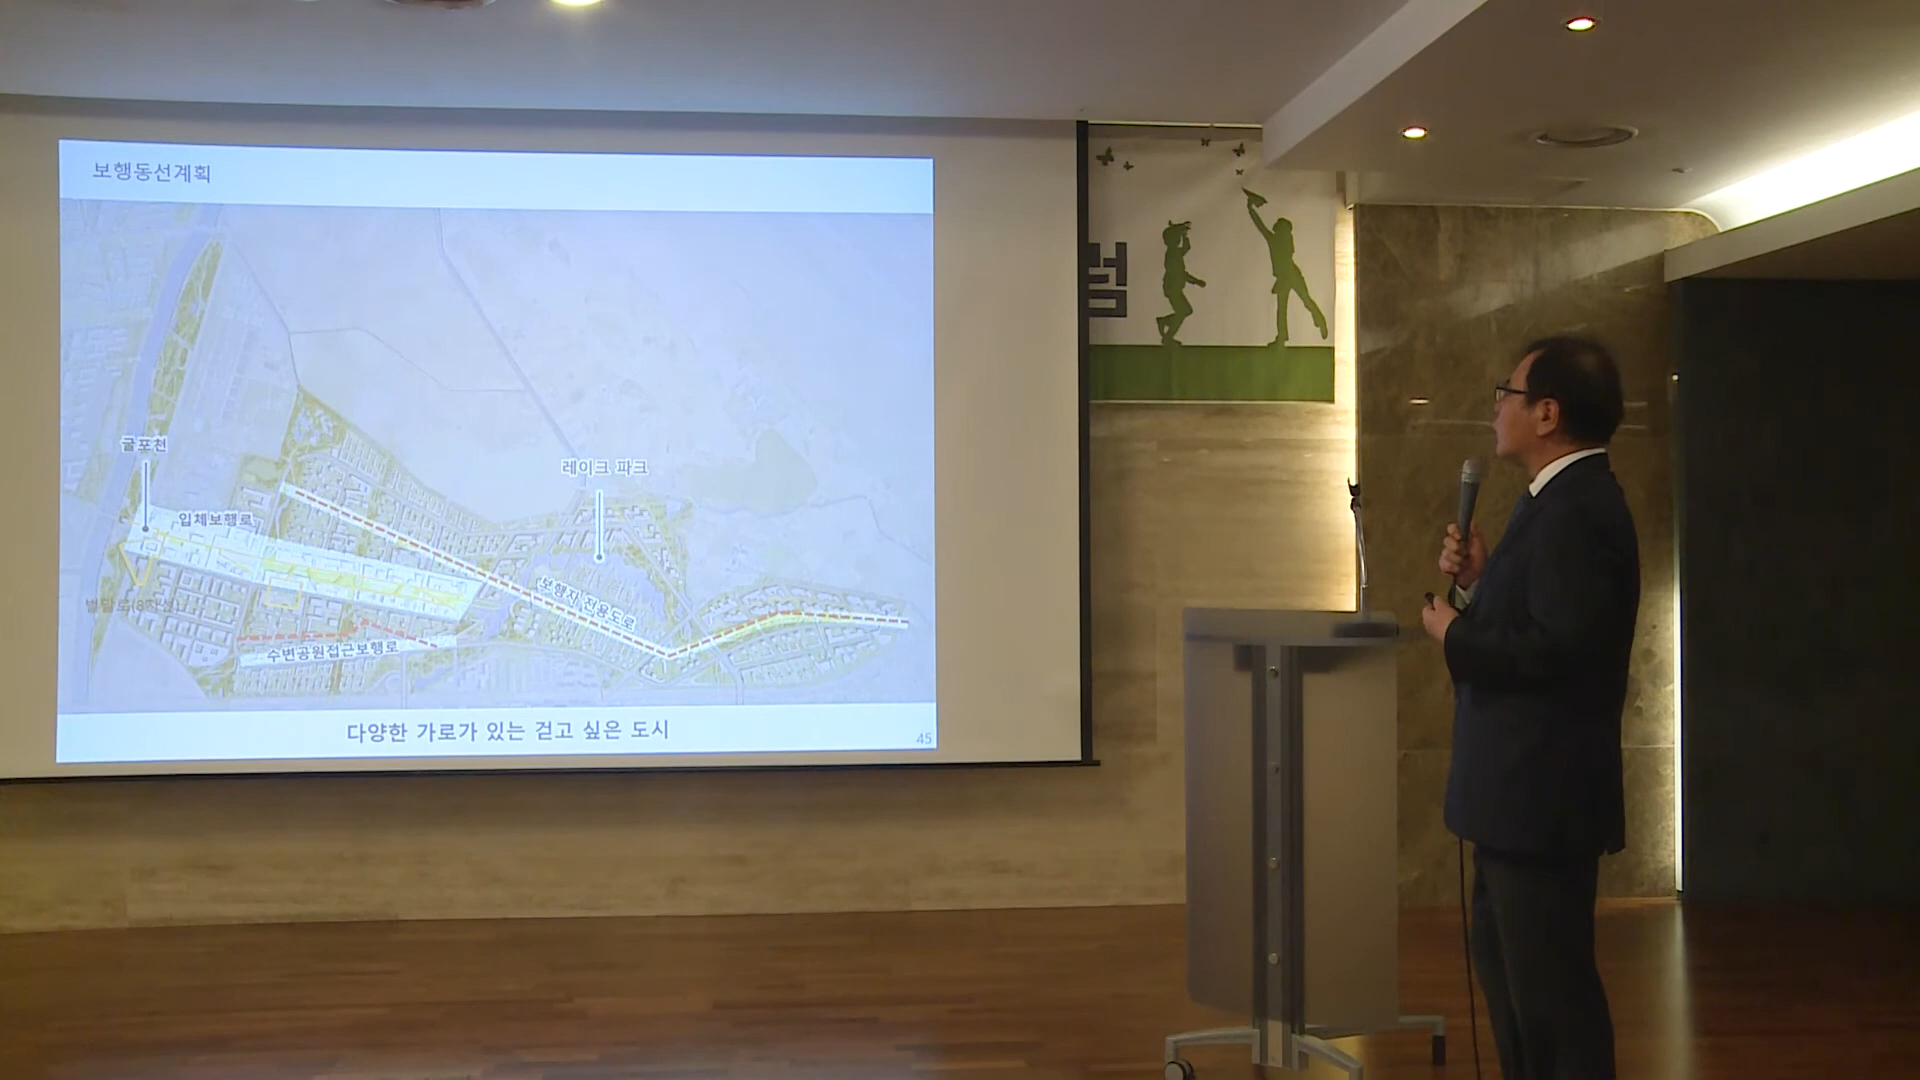 보행동선계획
굴포천
레이크 파크
입체보행로
보행자 전용도로
수변공원접근보행로
다양한 가로가 있는 걷고 싶은 도시
45
럼